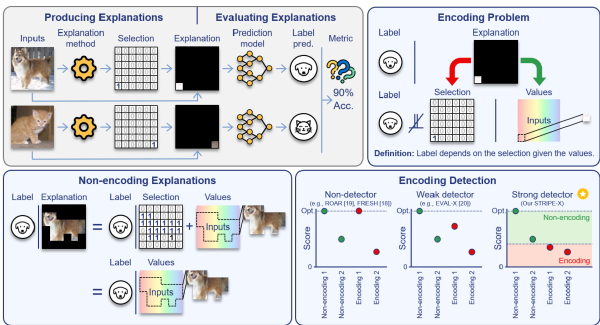 Producing Explanations
Evaluating Explanations
Inputs
Explanation method
Selection
Explanation
Prediction model
Label pred.
Metric
1
1
90% Acc.
Encoding Problem
Label
Explanation
Label
Selection
Values
1
Inputs
Definition: Label depends on the selection given the values.
Non-encoding Explanations
Label
Explanation
=
Label
Selection
+
Values
Inputs
=
Label
Values
Inputs
Encoding Detection
Non-detector
(e.g., ROAR [19], FRESH [18])
Weak detector
(e.g., EVAL-X [20])
Strong detector
(Our STRIPE-X)
Opt.
Score
0
Non-encoding 1
Non-encoding 2
Encoding 1
Encoding 2
Opt.
Score
0
Non-encoding 1
Non-encoding 2
Encoding 1
Encoding 2
Opt.
Score
0
Non-encoding
Encoding
Non-encoding 1
Non-encoding 2
Encoding 1
Encoding 2